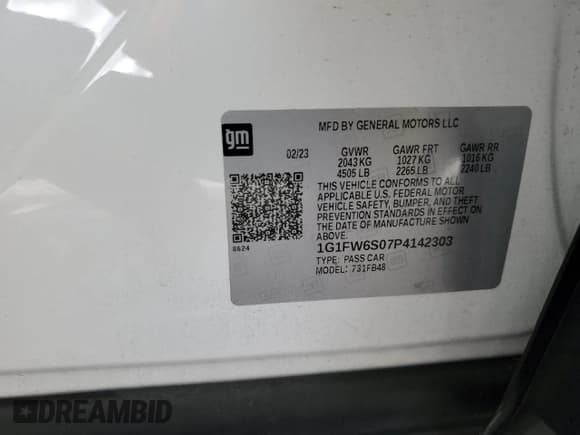 gm
MFD BY GENERAL MOTORS LLC
02/23 GVWR GAWR FRT GAWR RR
2043 KG 1027 KG 1016 KG
4505 LB 2265 LB 2240 LB
THIS VEHICLE CONFORMS TO ALL
APPLICABLE U.S. FEDERAL MOTOR
VEHICLE SAFETY, BUMPER, AND THEFT
PREVENTION STANDARDS IN EFFECT ON
THE DATE OF MANUFACTURE SHOWN
ABOVE.
1G1FW6S07P4142303
TYPE: PASS CAR
MODEL: 731FB48
6624
DREAMBID